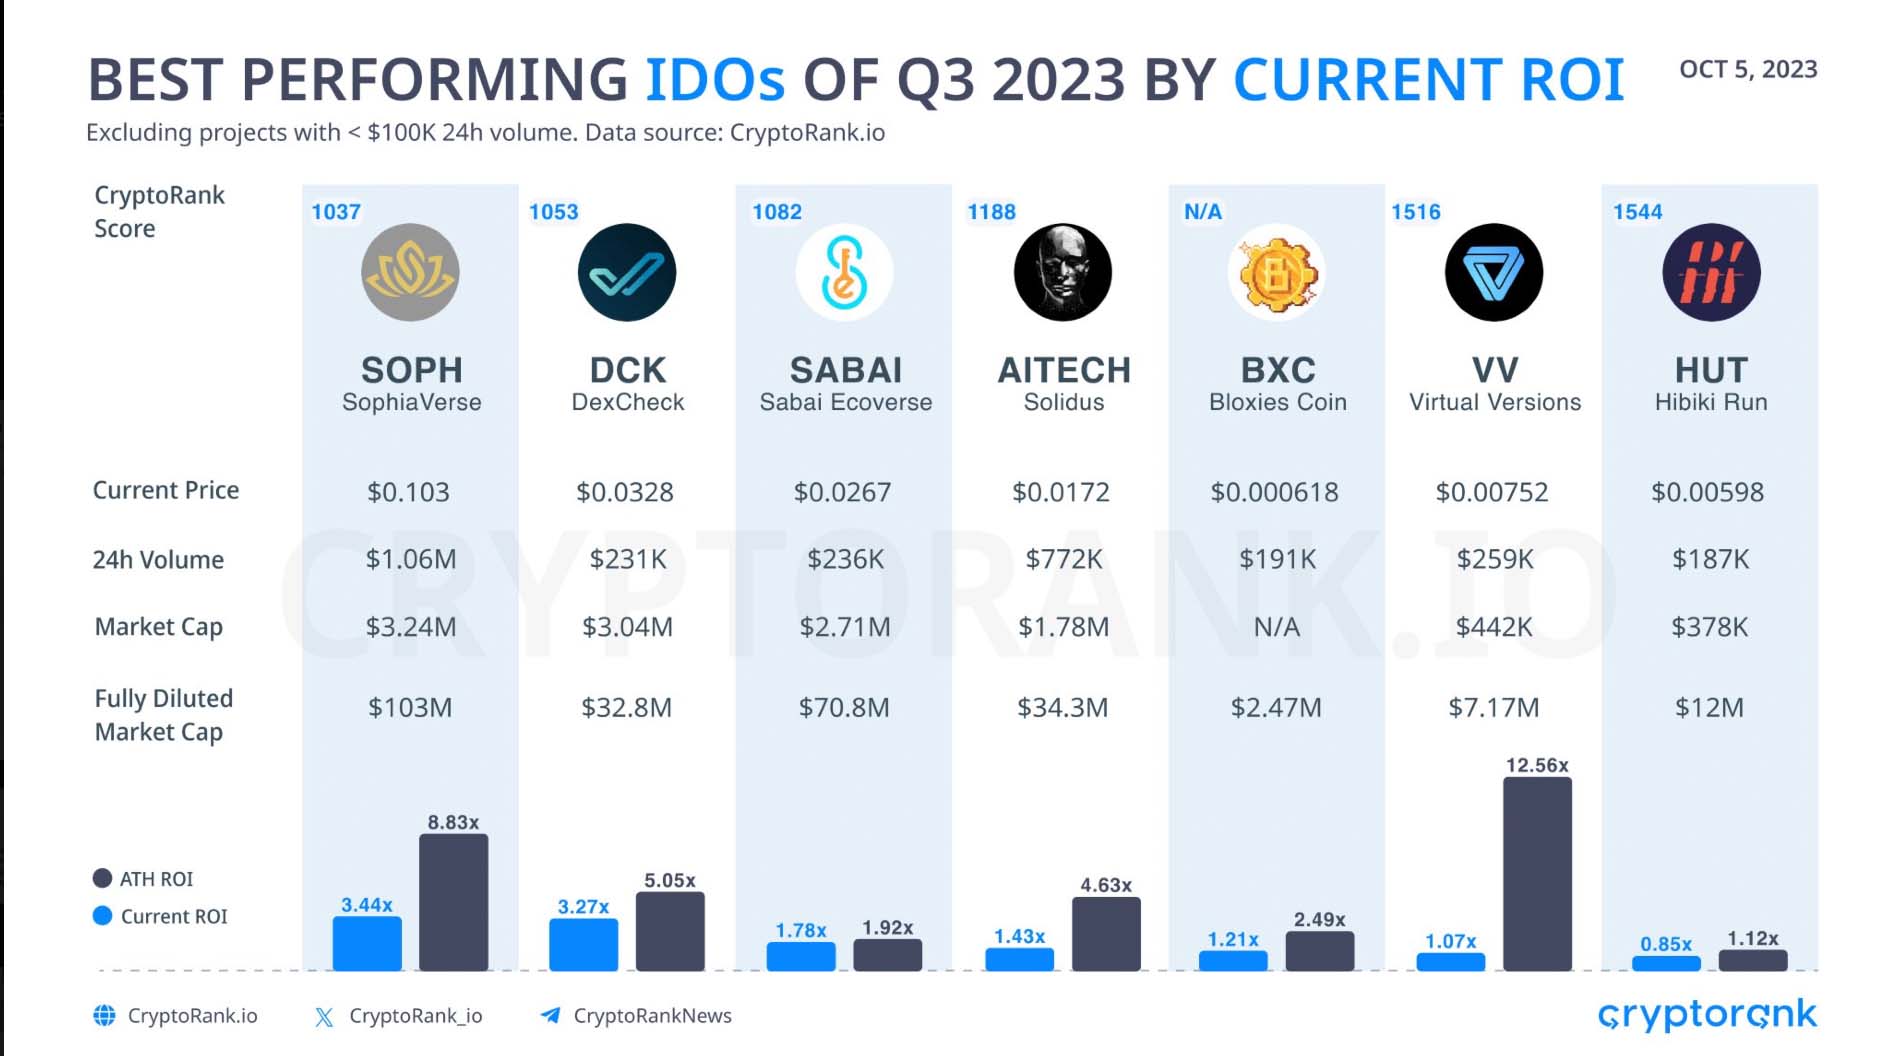 BEST PERFORMING IDOs OF Q3 2023 BY CURRENT ROI
OCT 5, 2023
Excluding projects with < $100K 24h volume. Data source: CryptoRank.io
CryptoRank
Score
1037
1053
1082
1188
N/A
1516
1544
SOPH DCK SABAI AITECH BXC VV HUT
SophiaVerse DexCheck Sabai Ecoverse Solidus Bloxies Coin Virtual Versions Hibiki Run
Current Price $0.103 $0.0328 $0.0267 $0.0172 $0.000618 $0.00752 $0.00598
24h Volume $1.06M $231K $236K $772K $191K $259K $187K
CRYPTORANK.IO
Market Cap $3.24M $3.04M $2.71M $1.78M N/A $442K $378K
Fully Diluted
Market Cap
$103M $32.8M $70.8M $34.3M $2.47M $7.17M $12M
ATH ROI
Current ROI
3.44x 8.83x
3.27x 5.05x
1.78x 1.92x
1.43x 4.63x
1.21x 2.49x
1.07x 12.56x
0.85x 1.12x
CryptoRank.io CryptoRank_io CryptoRankNews
cryptorank